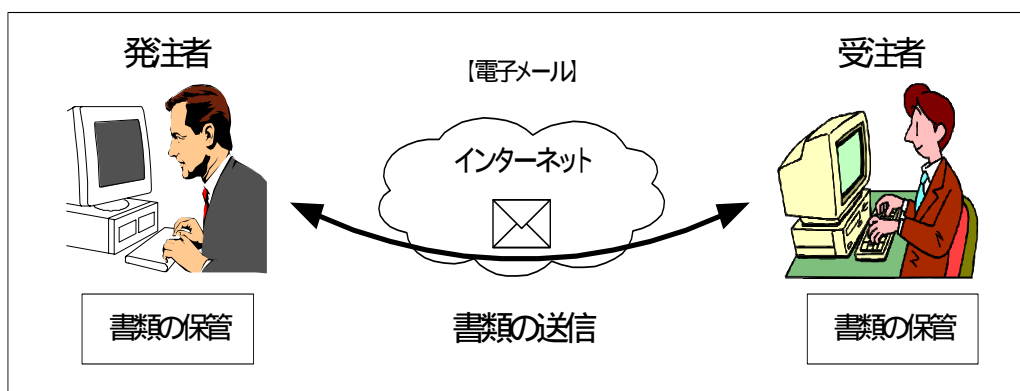 発注者
【電子メール】
受注者
インターネット
書類の保管
書類の送信
書類の保管